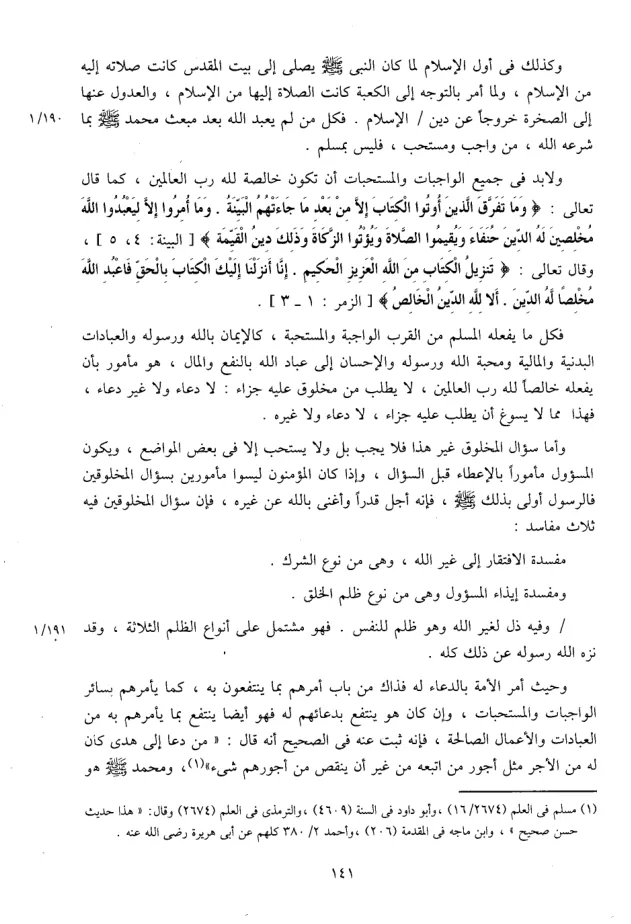 وكذلك فى أول الإسلام لما كان النبى ﷺ يصلى إلى بيت المقدس كانت صلاته إليه
من الإسلام ، ولما أمر بالتوجه إلى الكعبة كانت الصلاة إليها من الإسلام ، والعدول عنها
إلى الصخرة خروجاً عن دين / الإسلام . فكل من لم يعبد الله بعد مبعث محمد ﷺ بما ١/١٩٠
شرعه الله ، من واجب ومستحب ، فليس بمسلم .
ولابد فى جميع الواجبات والمستحبات أن تكون خالصة لله رب العالمين ، كما قال
تعالى : ﴿ وَمَا تَفَرَّقَ الَّذِينَ أُوتُوا الْكِتَابَ إِلاَّ مِنْ بَعْدِ مَا جَاءَتْهُمُ الْبَيِّنَةُ . وَمَا أُمِرُوا إِلاَّ لِيَعْبُدُوا اللَّهَ
مُخْلِصِينَ لَهُ الدِّينَ حُنَفَاءَ وَيُقِيمُوا الصَّلاةَ وَيُؤْتُوا الزَّكَاةَ وَذَلِكَ دِينُ الْقَيِّمَةِ ﴾ [ البينة: ٤ ، ٥ ] ،
وقال تعالى : ﴿ تَنزِيلُ الْكِتَابِ مِنَ اللَّهِ الْعَزِيزِ الْحَكِيمِ . إِنَّا أَنزَلْنَا إِلَيْكَ الْكِتَابَ بِالْحَقِّ فَاعْبُدِ اللَّهَ
مُخْلِصًا لَهُ الدِّينَ . أَلا لِلَّهِ الدِّينُ الْخَالِصُ ﴾ [ الزمر : ١ ـ ٣ ] .
فكل ما يفعله المسلم من القرب الواجبة والمستحبة ، كالإيمان بالله ورسوله والعبادات
البدنية والمالية ومحبة الله ورسوله والإحسان إلى عباد الله بالنفع والمال ، هو مأمور بأن
يفعله خالصاً لله رب العالمين ، لا يطلب من مخلوق عليه جزاء : لا دعاء ولا غير دعاء ،
فهذا مما لا يسوغ أن يطلب عليه جزاء ، لا دعاء ولا غيره .
وأما سؤال المخلوق غير هذا فلا يجب بل ولا يستحب إلا فى بعض المواضع ، ويكون
المسؤول مأموراً بالإعطاء قبل السؤال ، وإذا كان المؤمنون ليسوا مأمورين بسؤال المخلوقين
فالرسول أولى بذلك ﷺ ، فإنه أجل قدراً وأغنى بالله عن غيره ، فإن سؤال المخلوقين فيه
ثلاث مفاسد :
مفسدة الافتقار إلى غير الله ، وهى من نوع الشرك .
ومفسدة إيذاء المسؤول وهى من نوع ظلم الخلق .
/ وفيه ذل لغير الله وهو ظلم للنفس . فهو مشتمل على أنواع الظلم الثلاثة ، وقد ١/١٩١
نزه الله رسوله عن ذلك كله .
وحيث أمر الأمة بالدعاء له فذاك من باب أمرهم بما ينتفعون به ، كما يأمرهم بسائر
الواجبات والمستحبات ، وإن كان هو ينتفع بدعائهم له فهو أيضا ينتفع بما يأمرهم به من
العبادات والأعمال الصالحة ، فإنه ثبت عنه فى الصحيح أنه قال : « من دعا إلى هدى كان
له من الأجر مثل أجور من اتبعه من غير أن ينقص من أجورهم شىء»(١)، ومحمد ﷺ هو
(١) مسلم فى العلم (١٦/٢٦٧٤) ،وأبو داود فى السنة (٤٦٠٩) ،والترمذى فى العلم (٢٦٧٤) وقال: « هذا حديث
حسن صحيح » ، وابن ماجه فى المقدمة (٢٠٦) ،وأحمد ٢/ ٣٨٠ كلهم عن أبى هريرة رضى الله عنه .
١٤١